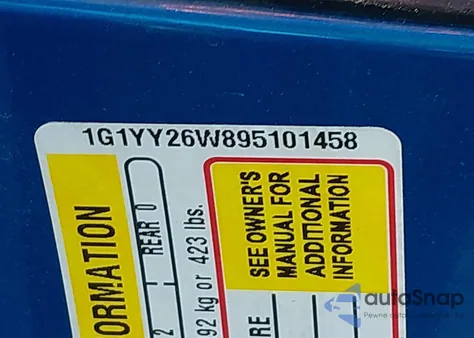 1G1YY26W895101458
ORMATION
2
REAR 0
92 kg or 423 lbs.
SEE OWNER'S
MANUAL FOR
ADDITIONAL
INFORMATION
RE
autoSnap